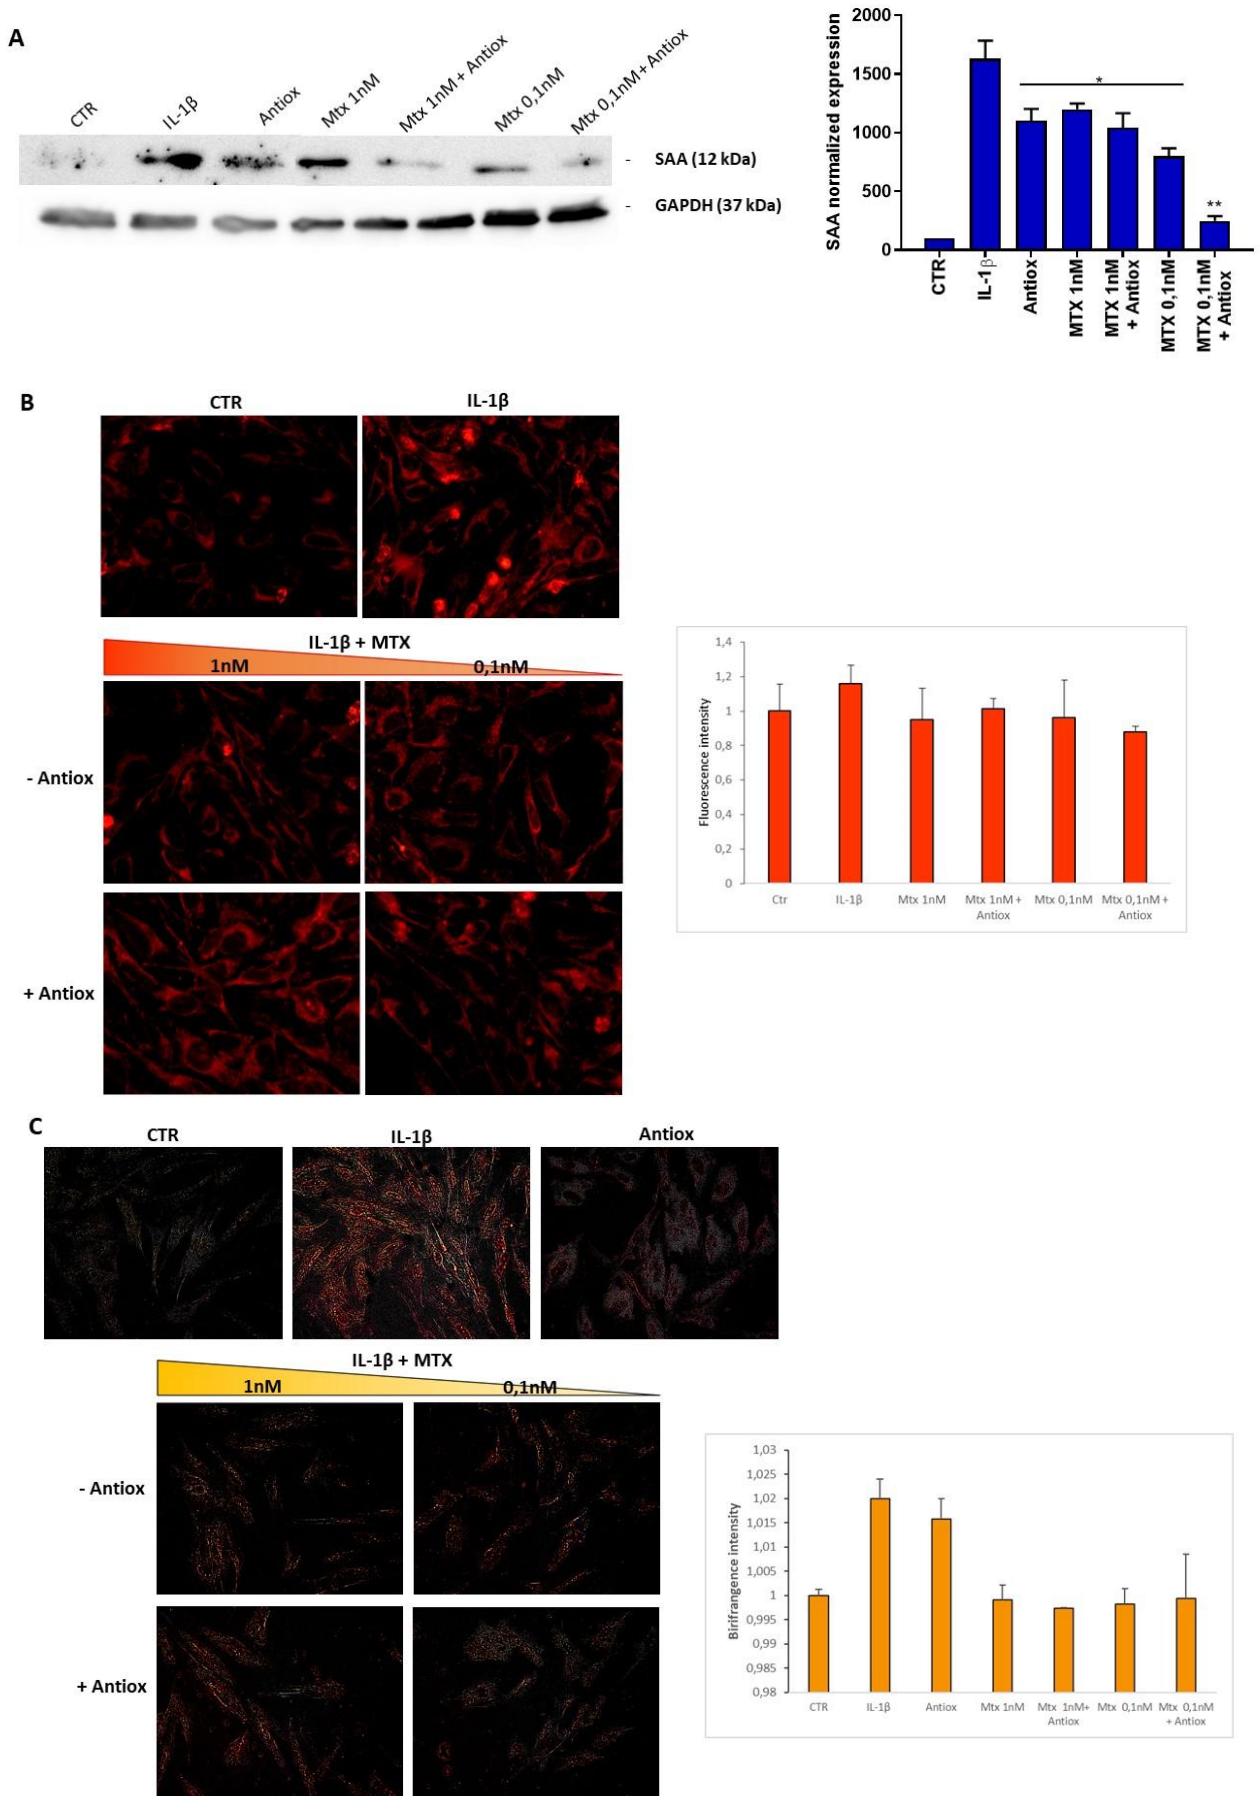 A
CTR
IL-1β
Antiox
Mtx 1nM
Mtx 1nM + Antiox
Mtx 0,1nM
Mtx 0,1nM + Antiox
- SAA (12 kDa)
- GAPDH (37 kDa)
SAA normalized expression
2000
1500
1000
500
0
*
**
CTR
IL-1β
Antiox
MTX 1nM
MTX 1nM
+ Antiox
MTX 0,1nM
MTX 0,1nM
+ Antiox
B
CTR
IL-1β
IL-1β + MTX
1nM
0,1nM
- Antiox
+ Antiox
Fluorescence intensity
1,4
1,2
1
0,8
0,6
0,4
0,2
0
Ctr
IL-1β
Mtx 1nM
Mtx 1nM +
Antiox
Mtx 0,1nM
Mtx 0,1nM +
Antiox
C
CTR
IL-1β
Antiox
IL-1β + MTX
1nM
0,1nM
- Antiox
+ Antiox
Birifrangence intensity
1,03
1,025
1,02
1,015
1,01
1,005
1
0,995
0,99
0,985
0,98
CTR
IL-1β
Antiox
Mtx 1nM
Mtx 1nM+
Antiox
Mtx 0,1nM
Mtx 0,1nM
+ Antiox